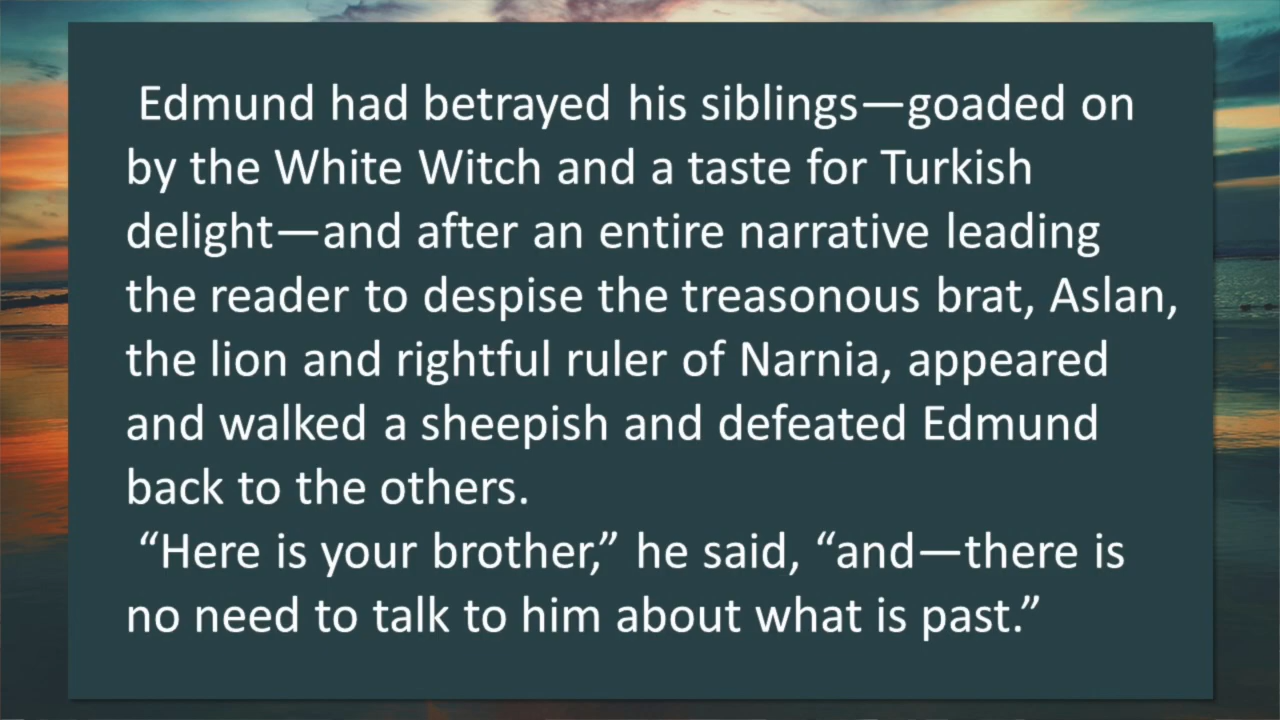 Edmund had betrayed his siblings—goaded on
by the White Witch and a taste for Turkish
delight—and after an entire narrative leading
the reader to despise the treasonous brat, Aslan,
the lion and rightful ruler of Narnia, appeared
and walked a sheepish and defeated Edmund
back to the others.
“Here is your brother,” he said, “and—there is
no need to talk to him about what is past.”